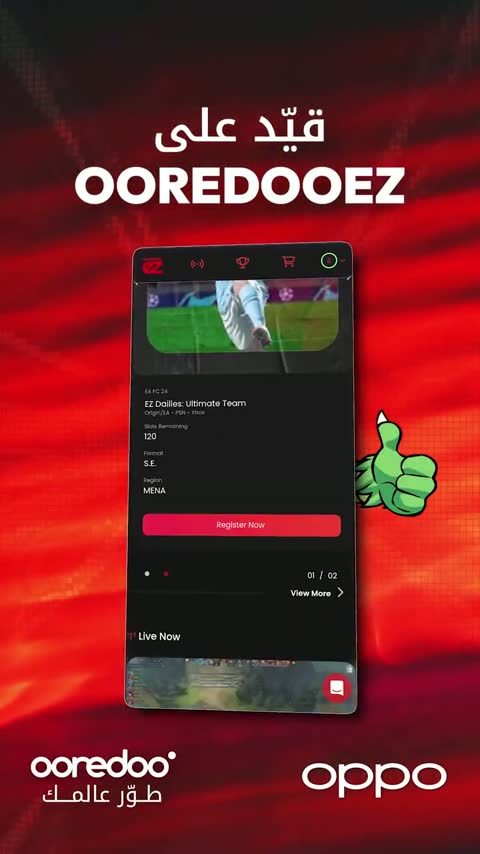 قيّد على
OOREDOOEZ
EZ
EA FC 24
EZ Dailies: Ultimate Team
Origin/EA - PSN - Xbox
Slots Remaining
120
Format
S.E.
Region
MENA
Register Now
01 / 02
View More
Live Now
ooredoo
طوّر عالمك
oppo